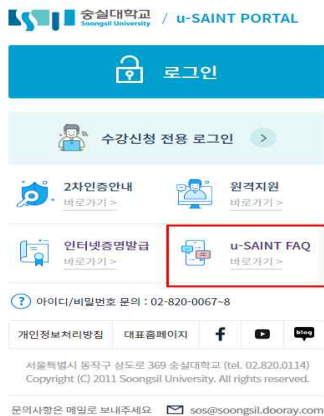 숭실대학교
Soongsil University / u-SAINT PORTAL
로그인
수강신청 전용 로그인 >
2차인증안내
바로가기 >
원격지원
바로가기 >
인터넷증명발급
바로가기 >
u-SAINT FAQ
바로가기 >
? 아이디/비밀번호 문의 : 02-820-0067~8
개인정보처리방침 대표홈페이지 f blog
서울특별시 동작구 상도로 369 숭실대학교 (tel. 02.820.0114)
Copyright (C) 2011 Soongsil University. All rights reserved.
문의사항은 메일로 보내주세요 sos@soongsil.dooray.com